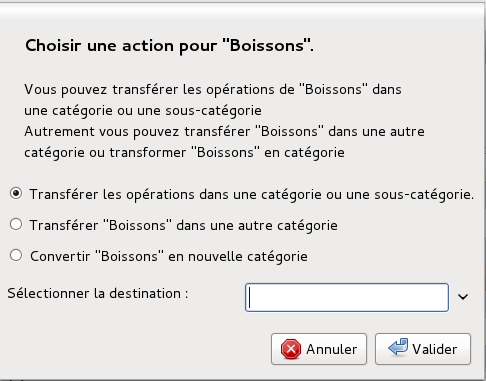 Choisir une action pour "Boissons".
Vous pouvez transférer les opérations de "Boissons" dans
une catégorie ou une sous-catégorie
Autrement vous pouvez transférer "Boissons" dans une autre
catégorie ou transformer "Boissons" en catégorie
Transférer les opérations dans une catégorie ou une sous-catégorie.
Transférer "Boissons" dans une autre catégorie
Convertir "Boissons" en nouvelle catégorie
Sélectionner la destination :
Annuler
Valider